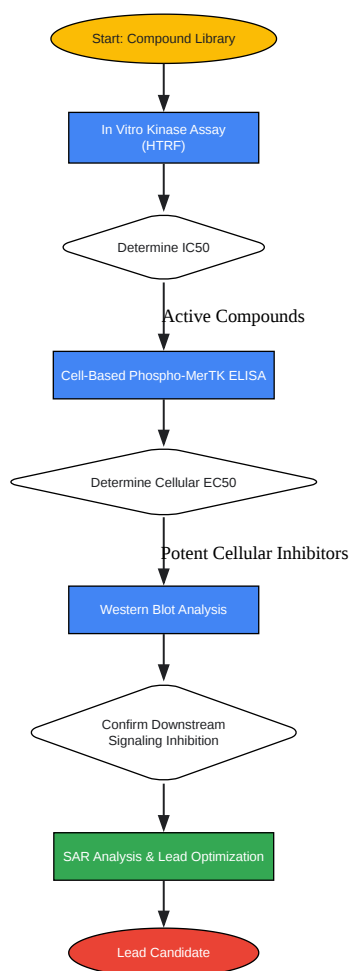 Start: Compound Library
In Vitro Kinase Assay
(HTRF)
Determine IC50
Active Compounds
Cell-Based Phospho-MerTK ELISA
Determine Cellular EC50
Potent Cellular Inhibitors
Western Blot Analysis
Confirm Downstream
Signaling Inhibition
SAR Analysis & Lead Optimization
Lead Candidate